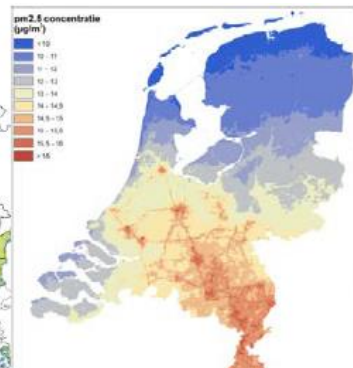 pm2.5 concentratie
(µg/m³)
<10
10 - 11
11 - 12
12 - 13
13 - 14
14 - 14,5
14,5 - 15
15 - 15,5
15,5 - 16
>16